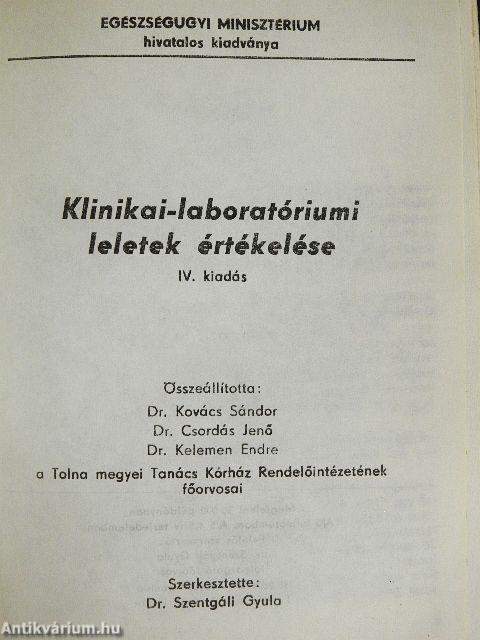 EGÉSZSÉGÜGYI MINISZTÉRIUM
hivatalos kiadványa
Klinikai-laboratóriumi
leletek értékelése
IV. kiadás
Összeállította:
Dr. Kovács Sándor
Dr. Csordás Jenő
Dr. Kelemen Endre
a Tolna megyei Tanács Kórház Rendelőintézetének
főorvosai
Szerkesztette:
Dr. Szentgáli Gyula
Antikvárium.hu